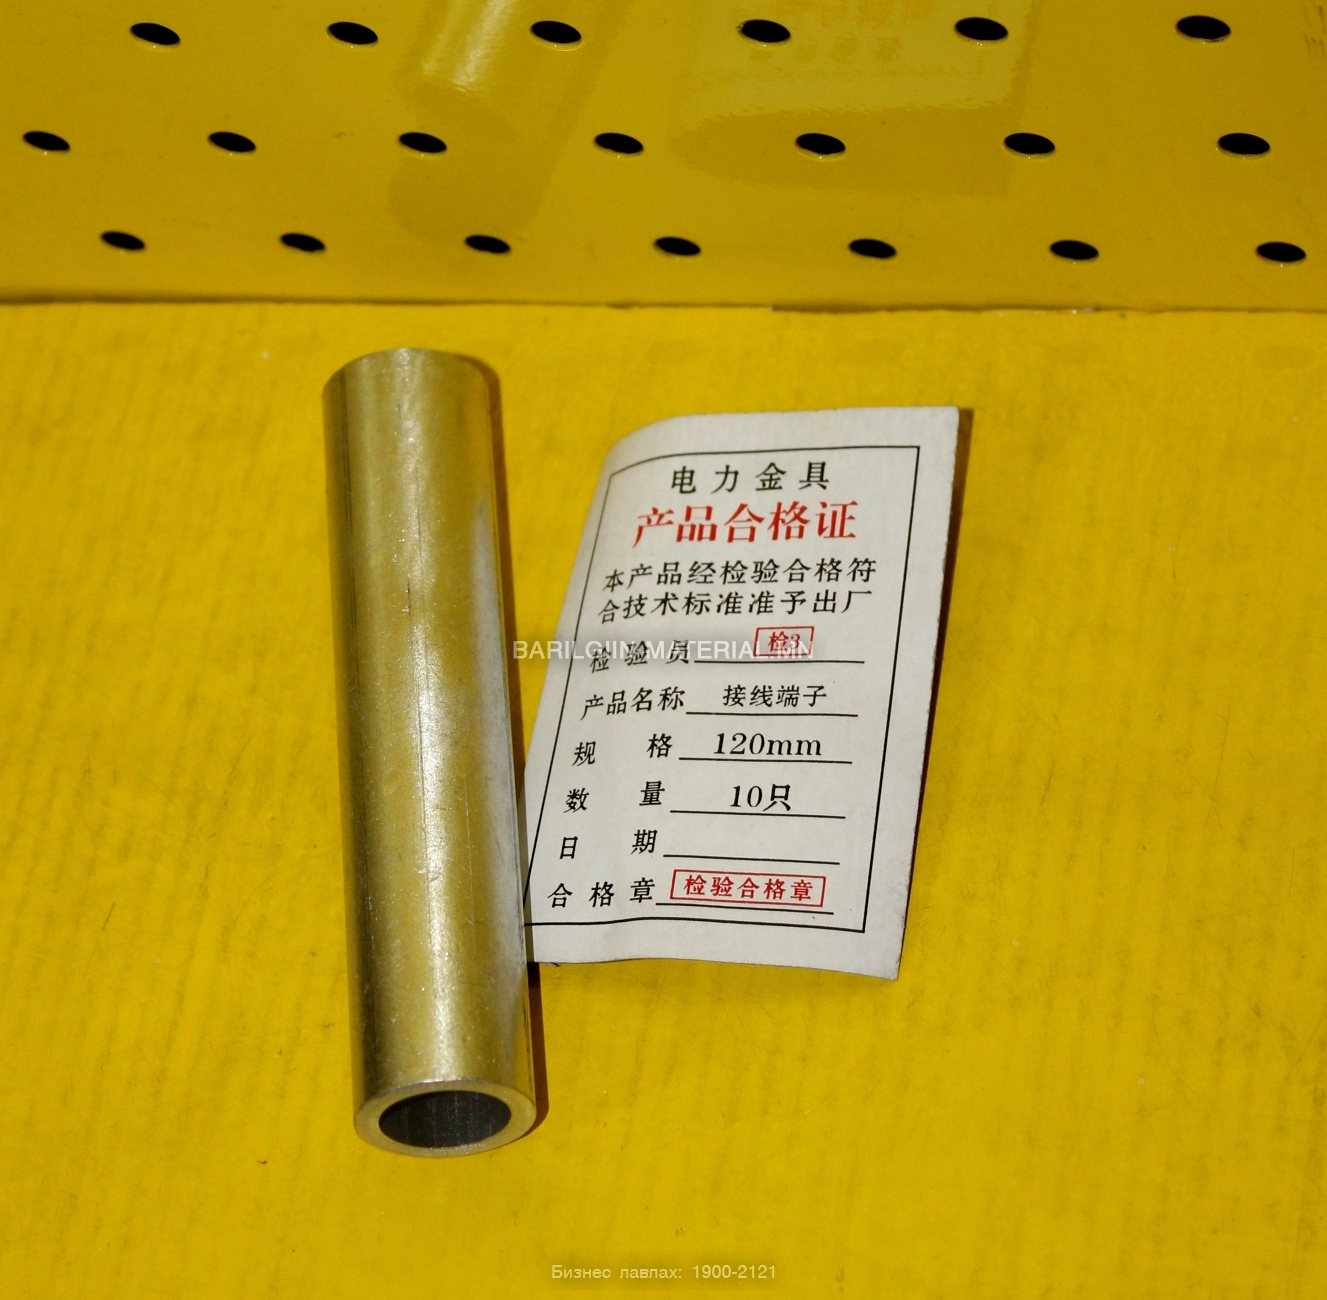 电力金具
产品合格证
本产品经检验合格符
合技术标准准予出厂
检验员 检3
BARILGIINMATERIAL.MN
产品名称 接线端子
规格 120mm
数量 10只
日期
合格章 检验合格章
Бизнес лавлах: 1900-2121